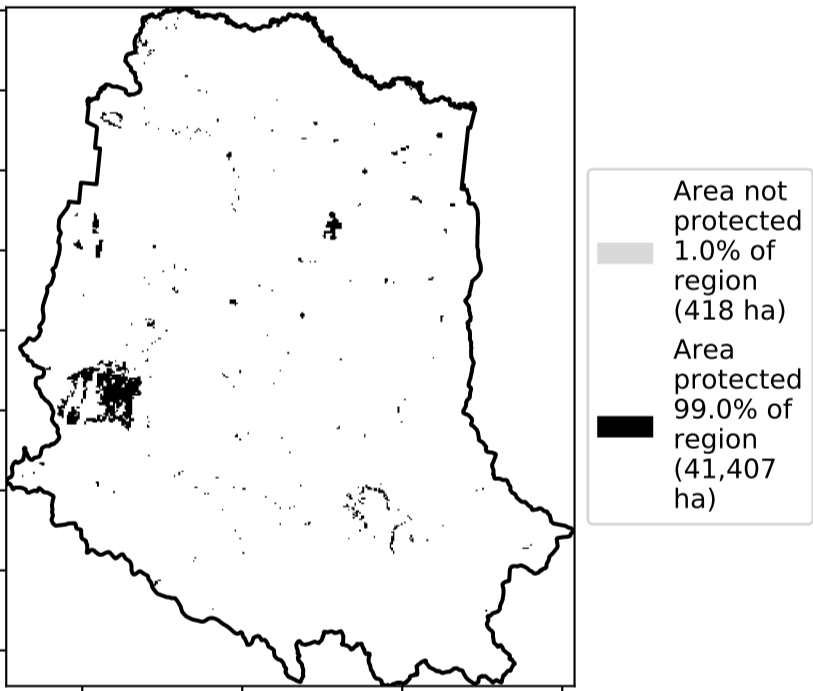 Area not
protected
1.0% of
region
(418 ha)
Area
protected
99.0% of
region
(41,407
ha)